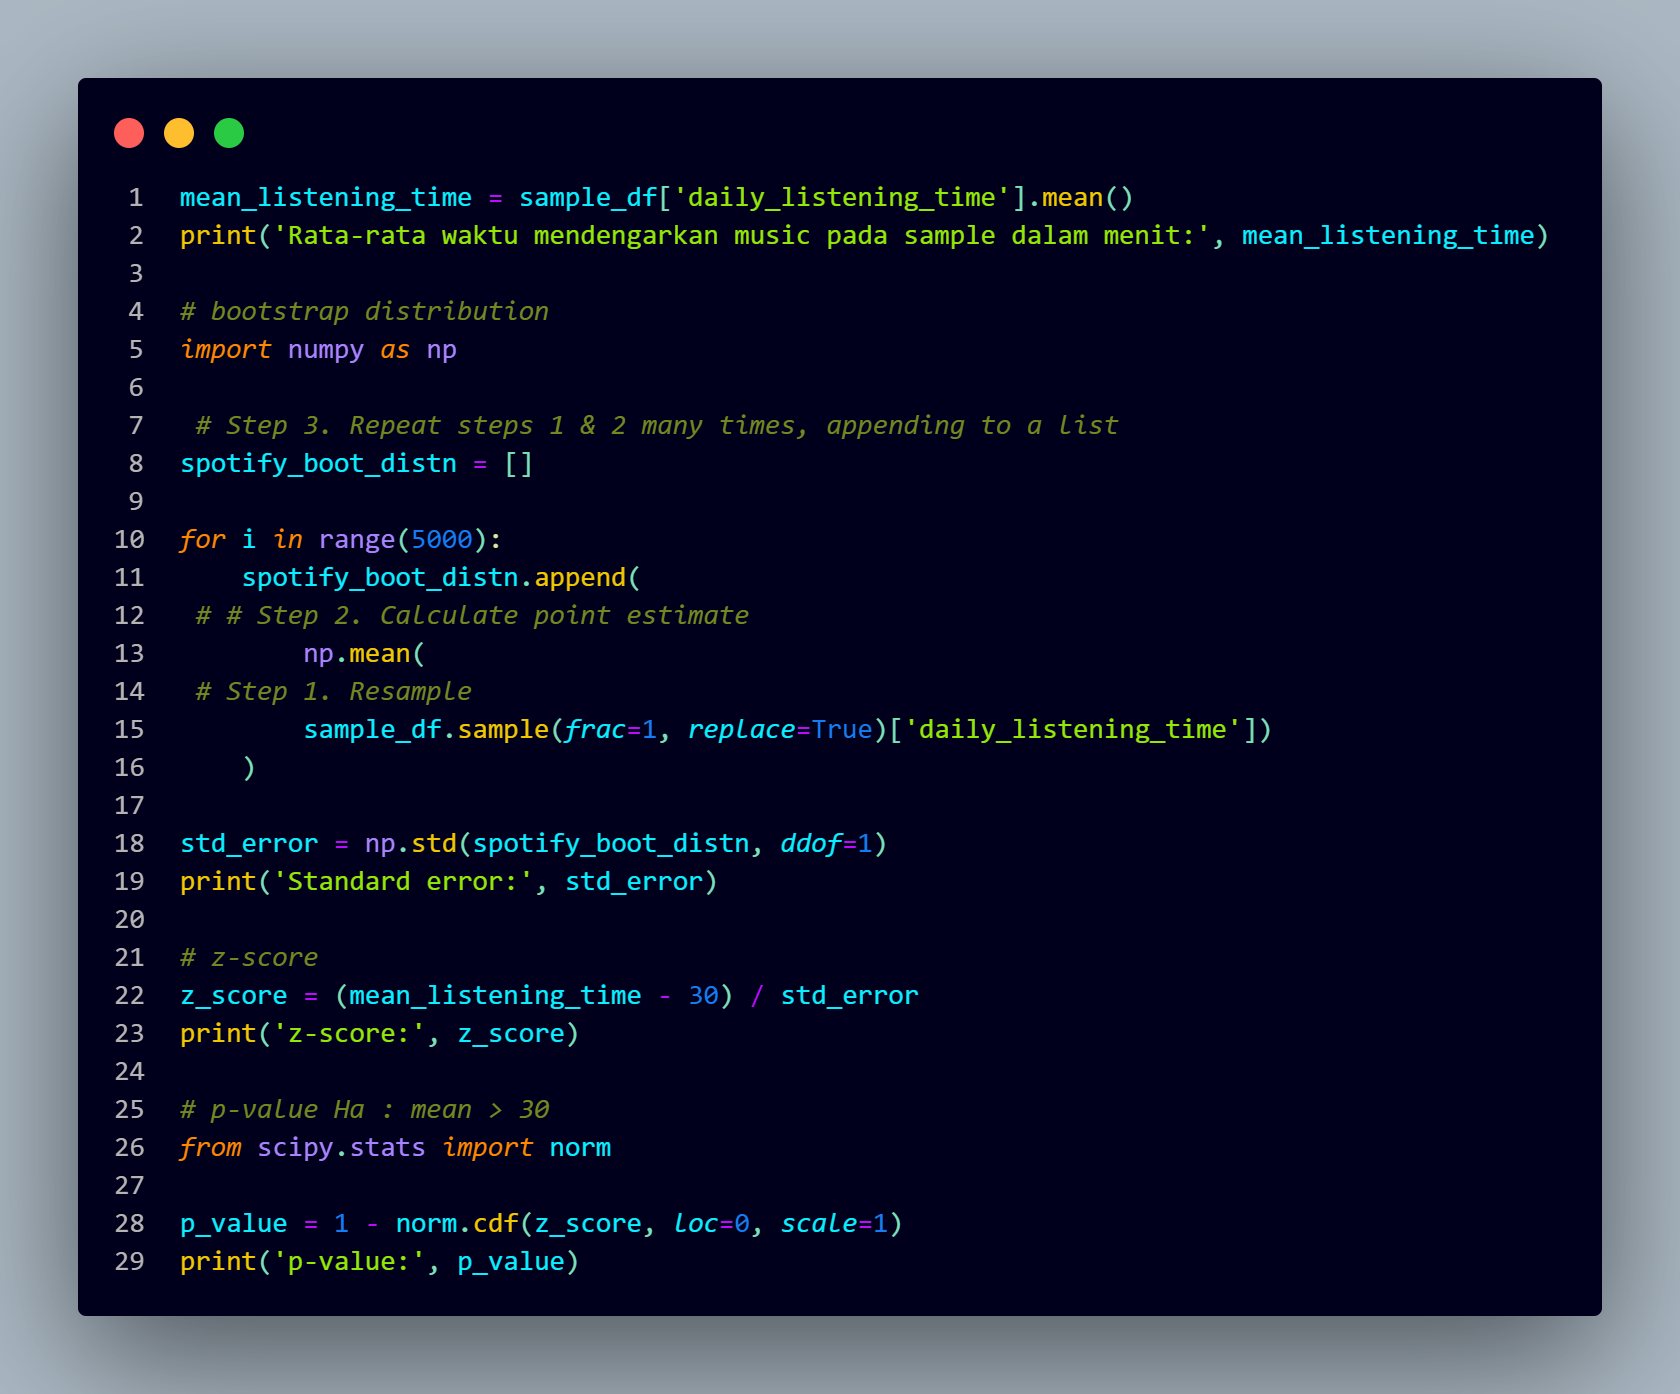 1 mean_listening_time = sample_df['daily_listening_time'].mean()
2 print('Rata-rata waktu mendengarkan music pada sample dalam menit:', mean_listening_time)
3
4 # bootstrap distribution
5 import numpy as np
6
7  # Step 3. Repeat steps 1 & 2 many times, appending to a list
8 spotify_boot_distn = []
9
10 for i in range(5000):
11     spotify_boot_distn.append(
12  # # Step 2. Calculate point estimate
13         np.mean(
14  # Step 1. Resample
15         sample_df.sample(frac=1, replace=True)['daily_listening_time'])
16     )
17
18 std_error = np.std(spotify_boot_distn, ddof=1)
19 print('Standard error:', std_error)
20
21 # z-score
22 z_score = (mean_listening_time - 30) / std_error
23 print('z-score:', z_score)
24
25 # p-value Ha : mean > 30
26 from scipy.stats import norm
27
28 p_value = 1 - norm.cdf(z_score, loc=0, scale=1)
29 print('p-value:', p_value)